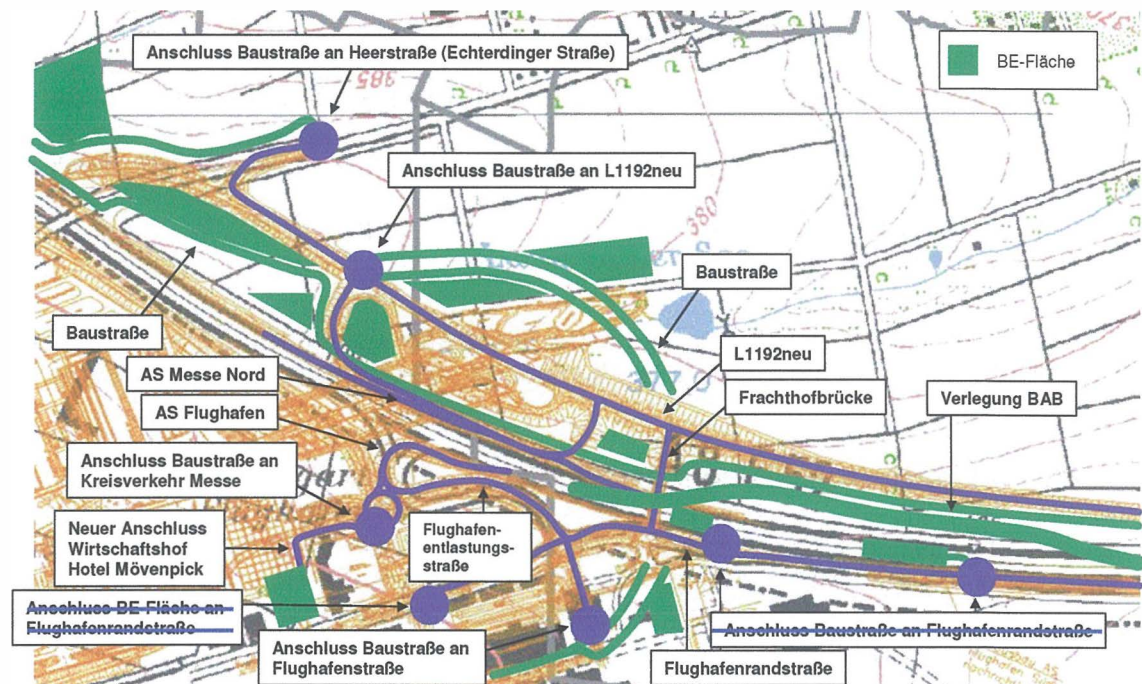 Anschluss Baustraße an Heerstraße (Echterdinger Straße)
BE-Fläche
385
Anschluss Baustraße an L1192neu
380
Baustraße
Baustraße
L1192neu
AS Messe Nord
Frachthofbrücke
Verlegung BAB
AS Flughafen
Anschluss Baustraße an
Kreisverkehr Messe
Neuer Anschluss
Wirtschaftshof
Hotel Mövenpick
Flughafen-
entlastungs-
straße
Anschluss BE-Fläche an
Flughafenrandstraße
Anschluss Baustraße an
Flughafenstraße
Flughafenrandstraße
Anschluss Baustraße an Flughafenrandstraße